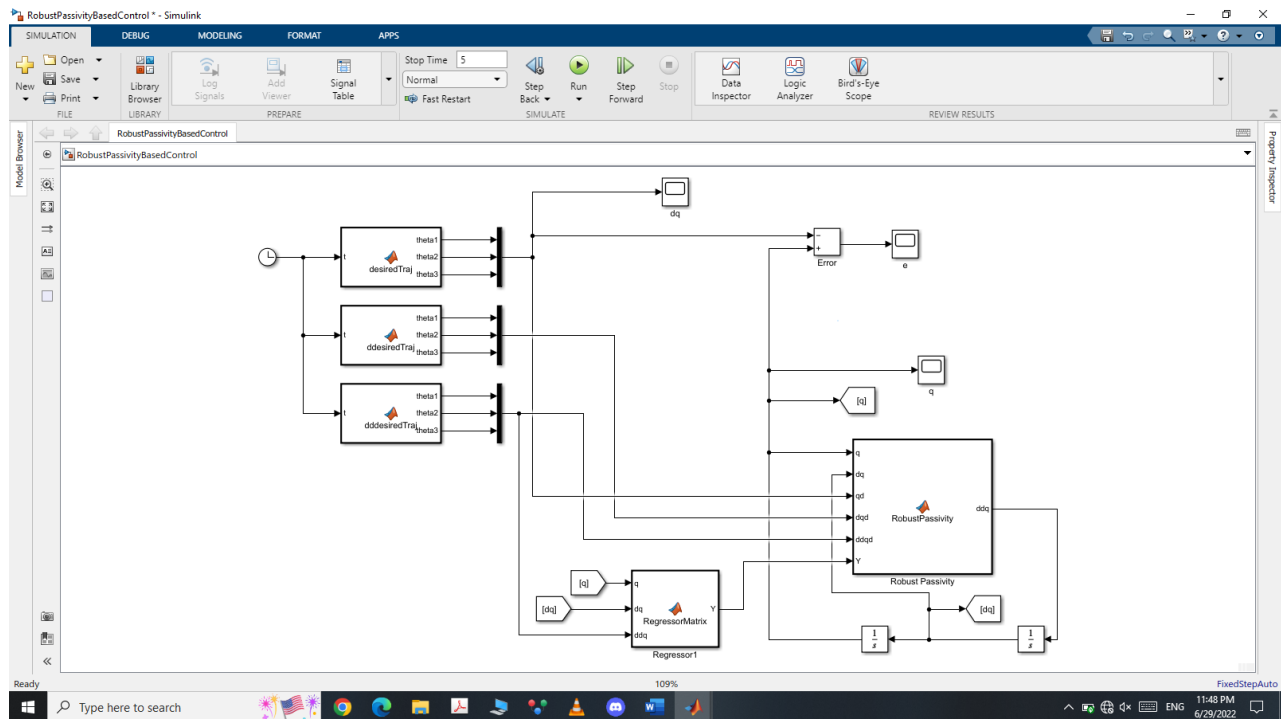 RobustPassivityBasedControl * - Simulink
SIMULATION DEBUG MODELING FORMAT APPS
New
Open
Save
Print
FILE
Library Browser
LIBRARY
Log Signals
Add Viewer
Signal Table
PREPARE
Stop Time 5
Normal
Fast Restart
Step Back
Run
Step Forward
Stop
SIMULATE
Data Inspector
Logic Analyzer
Bird's-Eye Scope
REVIEW RESULTS
Model Browser
RobustPassivityBasedControl
RobustPassivityBasedControl
Property Inspector
dq
t
desiredTraj
theta1
theta2
theta3
−
+
Error
e
t
ddesiredTraj
theta1
theta2
theta3
t
dddesiredTraj
theta1
theta2
theta3
q
[q]
q
dq
qd
dqd
ddqd
Y
RobustPassivity
ddq
Robust Passivity
[q]
[dq]
q
dq
ddq
RegressorMatrix
Y
Regressor1
[dq]
1
s
1
s
Ready
109%
FixedStepAuto
Type here to search
ENG
11:48 PM
6/29/2022